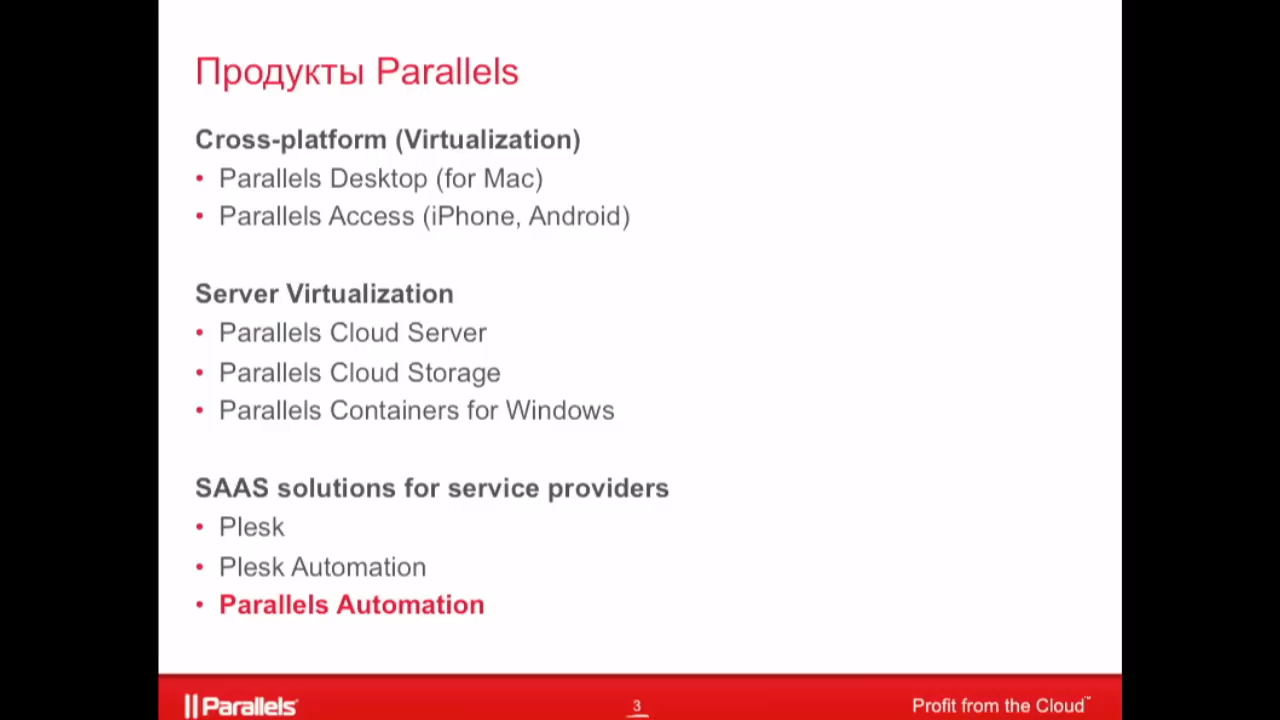 Продукты Parallels
Cross-platform (Virtualization)
• Parallels Desktop (for Mac)
• Parallels Access (iPhone, Android)
Server Virtualization
• Parallels Cloud Server
• Parallels Cloud Storage
• Parallels Containers for Windows
SAAS solutions for service providers
• Plesk
• Plesk Automation
• Parallels Automation
Parallels
3
Profit from the Cloud™